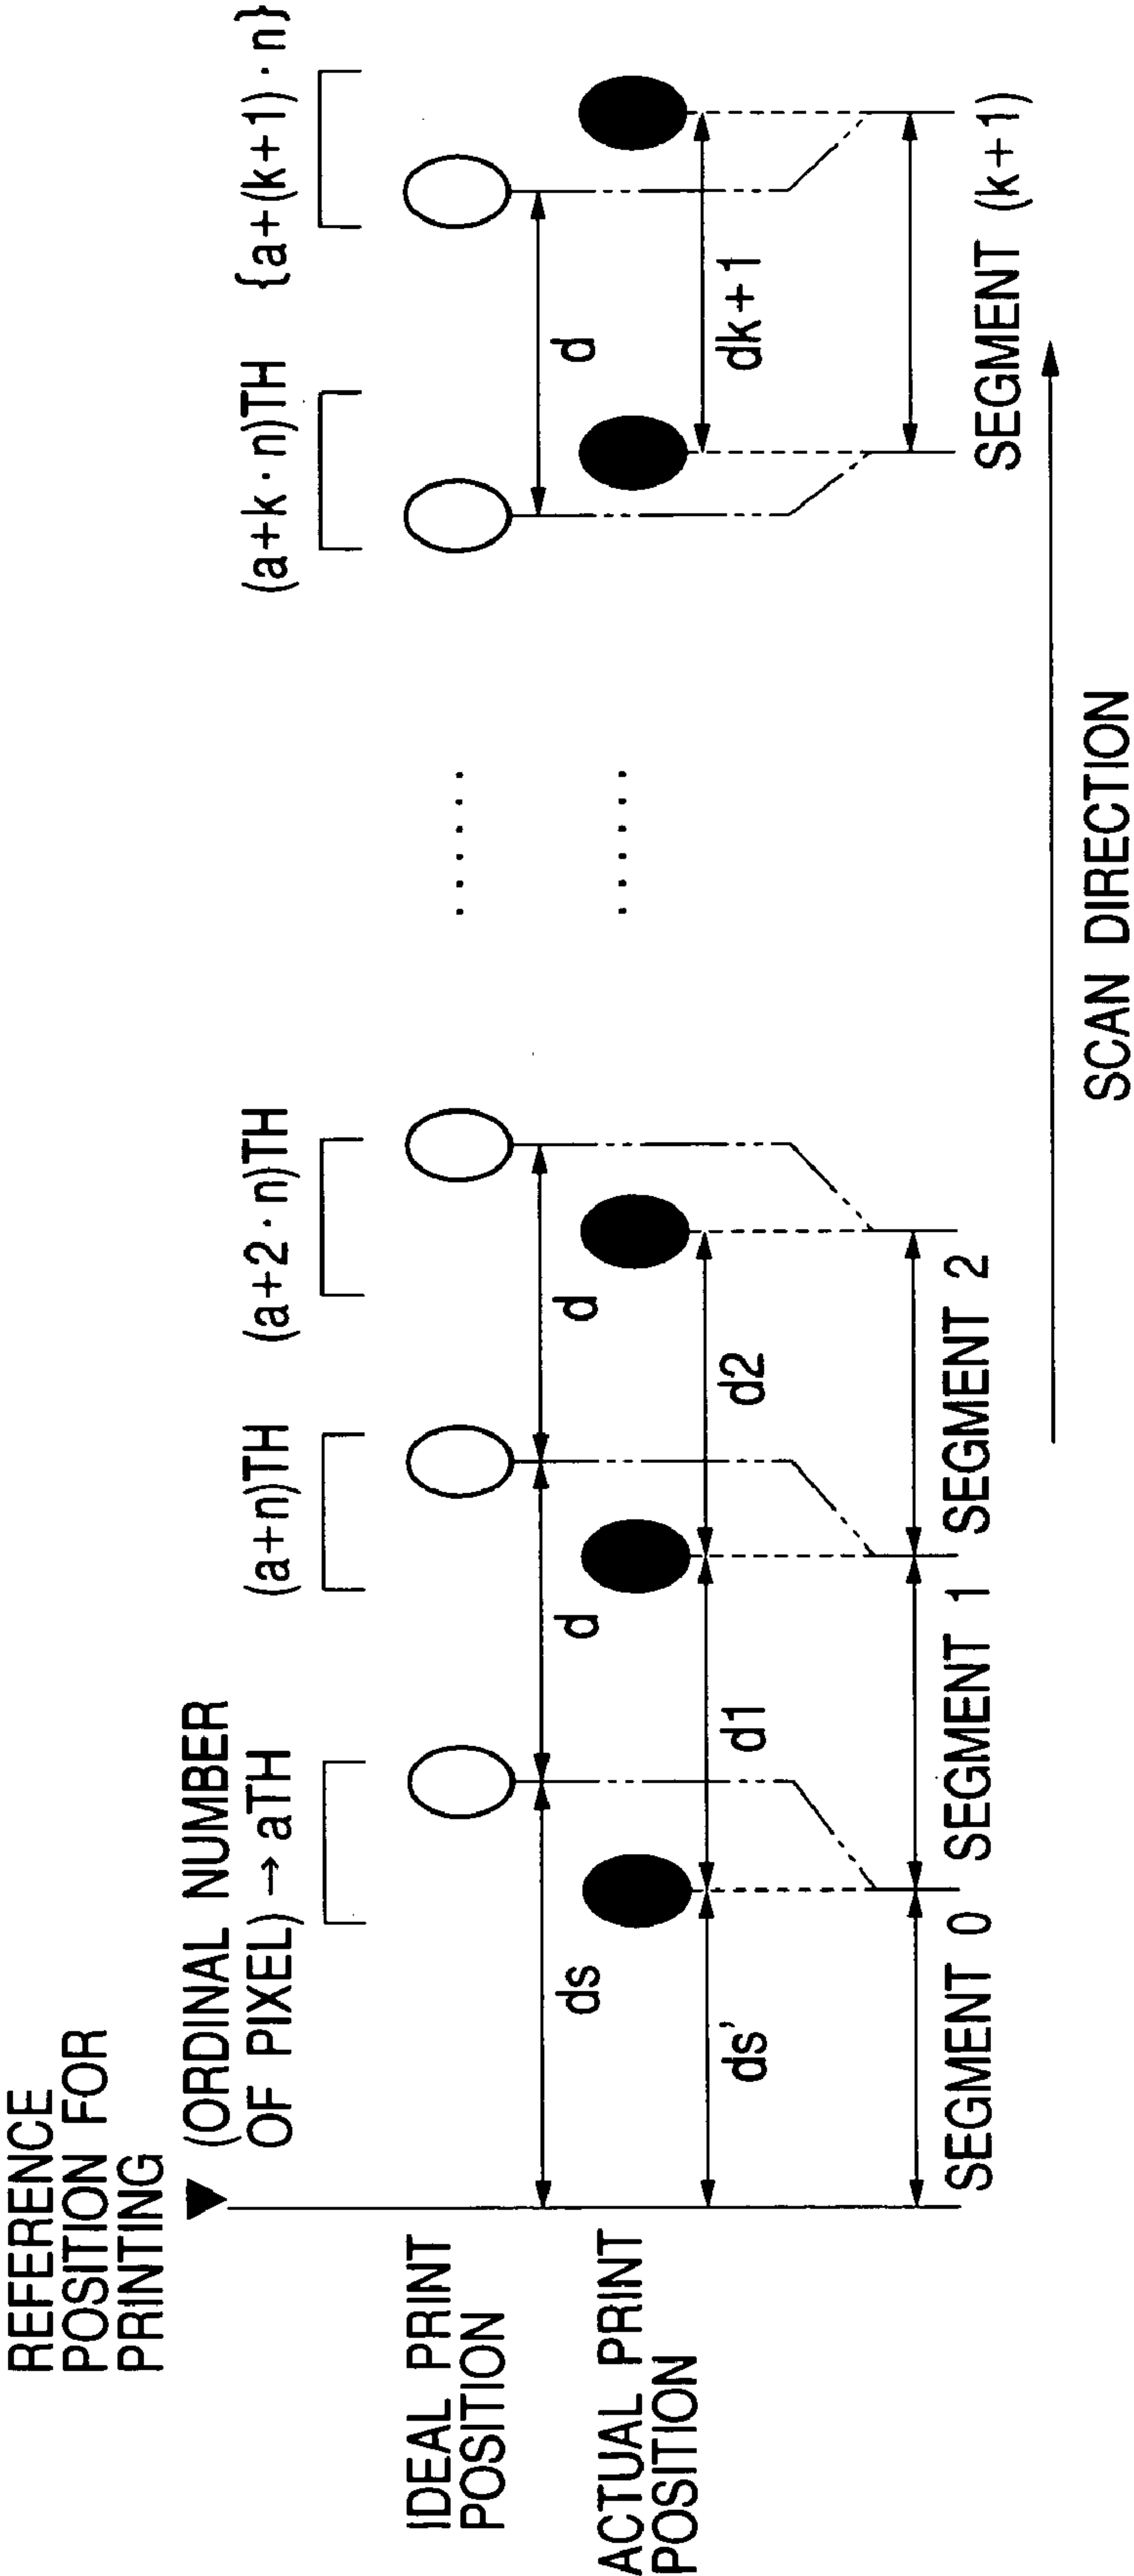 REFERENCE
POSITION FOR
PRINTING
(ORDINAL NUMBER
OF PIXEL) → aTH
(a+n)TH
(a+2·n)TH
(a+k·n)TH
{a+(k+1)·n}
IDEAL PRINT
POSITION
ds
d
d
d
ACTUAL PRINT
POSITION
ds'
d1
d2
dk+1
SEGMENT 0
SEGMENT 1
SEGMENT 2
SEGMENT (k+1)
SCAN DIRECTION